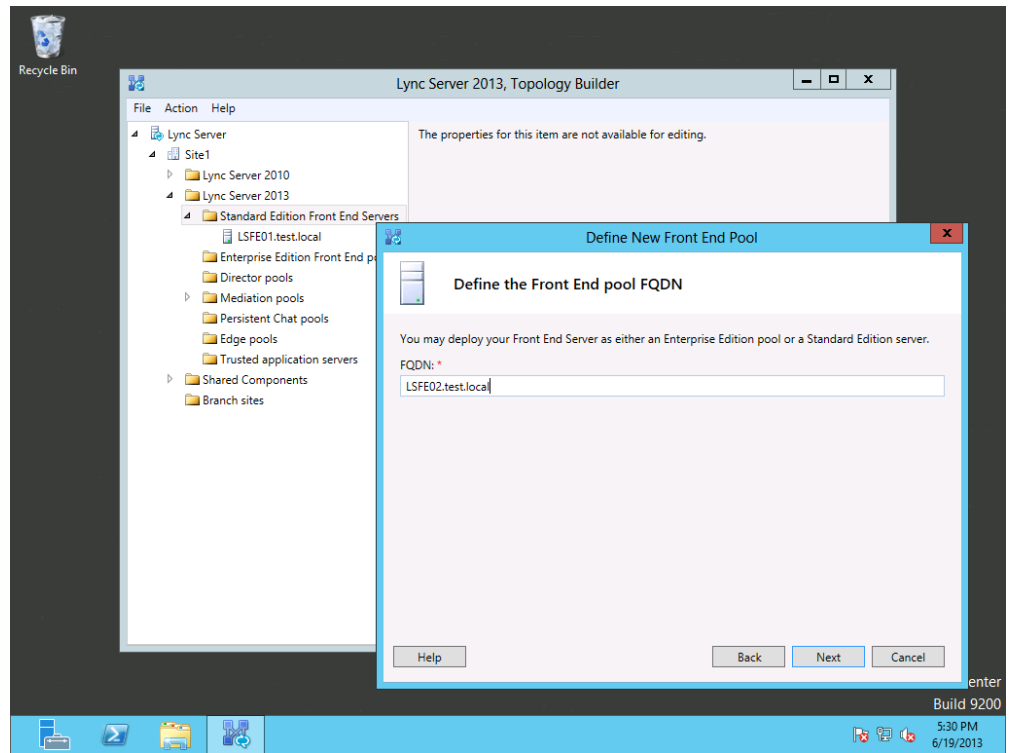 Recycle Bin
Lync Server 2013, Topology Builder
File Action Help
Lync Server
Site1
Lync Server 2010
Lync Server 2013
Standard Edition Front End Servers
LSFE01.test.local
Enterprise Edition Front End po
Director pools
Mediation pools
Persistent Chat pools
Edge pools
Trusted application servers
Shared Components
Branch sites
The properties for this item are not available for editing.
Define New Front End Pool
Define the Front End pool FQDN
You may deploy your Front End Server as either an Enterprise Edition pool or a Standard Edition server.
FQDN: *
LSFE02.test.local
Help Back Next Cancel
enter
Build 9200
5:30 PM
6/19/2013